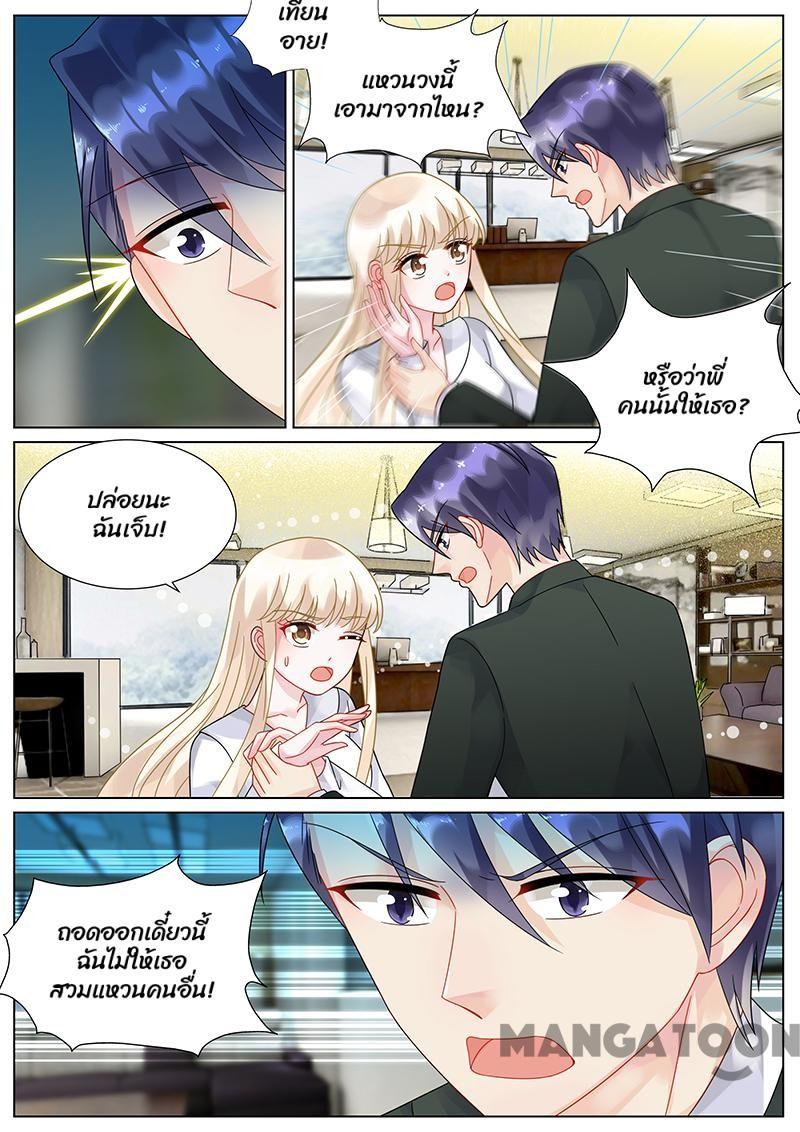 เทียน
อาย!
แหวนวงนี้
เอามาจากไหน?
หรือว่าพี่
คนนั้นให้เธอ?
ปล่อยนะ
ฉันเจ็บ!
ถอดออกเดี๋ยวนี้
ฉันไม่ให้เธอ
สวมแหวนคนอื่น!
MANGATOON